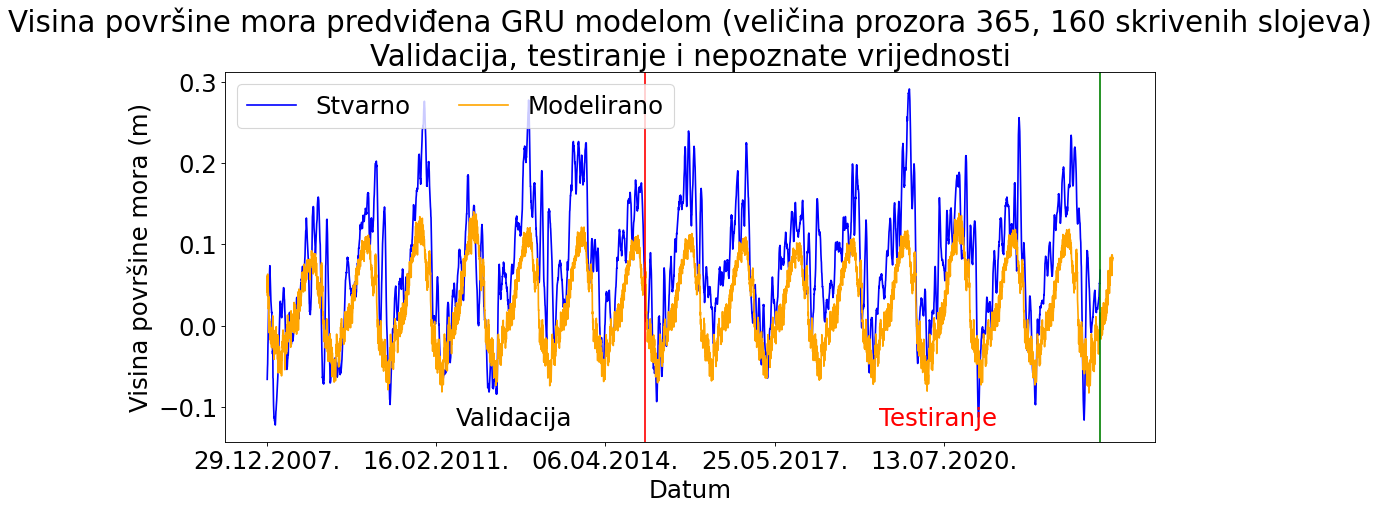 Visina površine mora predviđena GRU modelom (veličina prozora 365, 160 skrivenih slojeva)
Validacija, testiranje i nepoznate vrijednosti
Stvarno Modelirano
Visina površine mora (m)
0.3
0.2
0.1
0.0
−0.1
Validacija Testiranje
29.12.2007. 16.02.2011. 06.04.2014. 25.05.2017. 13.07.2020.
Datum